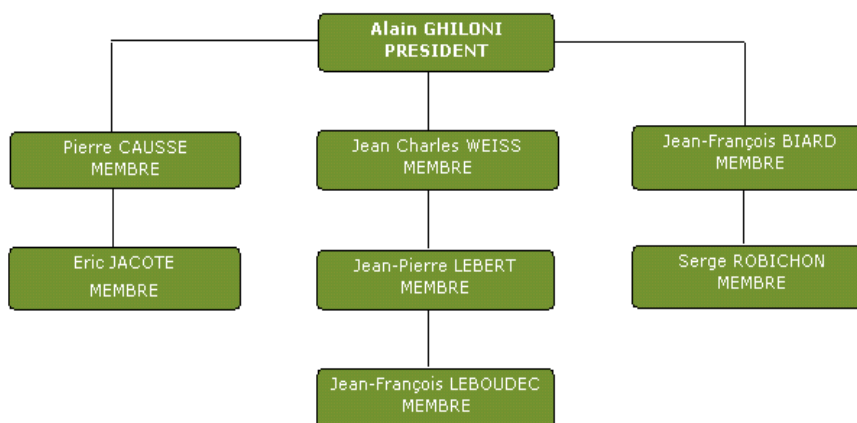 Alain GHILONI
PRESIDENT
Pierre CAUSSE
MEMBRE
Jean Charles WEISS
MEMBRE
Jean-François BIARD
MEMBRE
Eric JACOTE
MEMBRE
Jean-Pierre LEBERT
MEMBRE
Serge ROBICHON
MEMBRE
Jean-François LEBOUDEC
MEMBRE